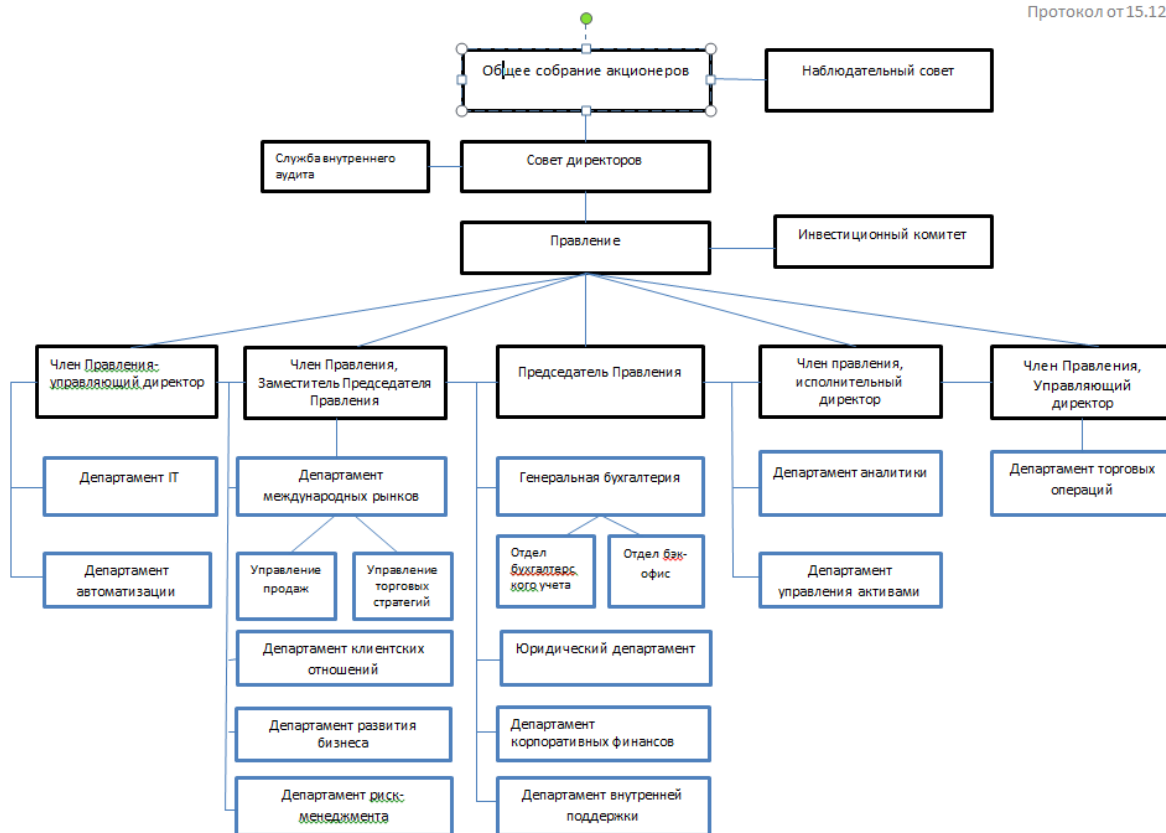 Протокол от 15.12
Общее собрание акционеров
Наблюдательный совет
Служба внутреннего
аудита
Совет директоров
Правление
Инвестиционный комитет
Член Правления-
управляющий директор
Член Правления,
Заместитель Председателя
Правления
Председатель Правления
Член правления,
исполнительный
директор
Член Правления,
Управляющий
директор
Департамент IT
Департамент
международных рынков
Генеральная бухгалтерия
Департамент аналитики
Департамент торговых
операций
Департамент
автоматизации
Управление
продаж
Управление
торговых
стратегий
Отдел
бухгалтерс
кого учета
Отдел бэк-
офис
Департамент
управления активами
Департамент клиентских
отношений
Юридический департамент
Департамент развития
бизнеса
Департамент
корпоративных финансов
Департамент риск-
менеджмента
Департамент внутренней
поддержки